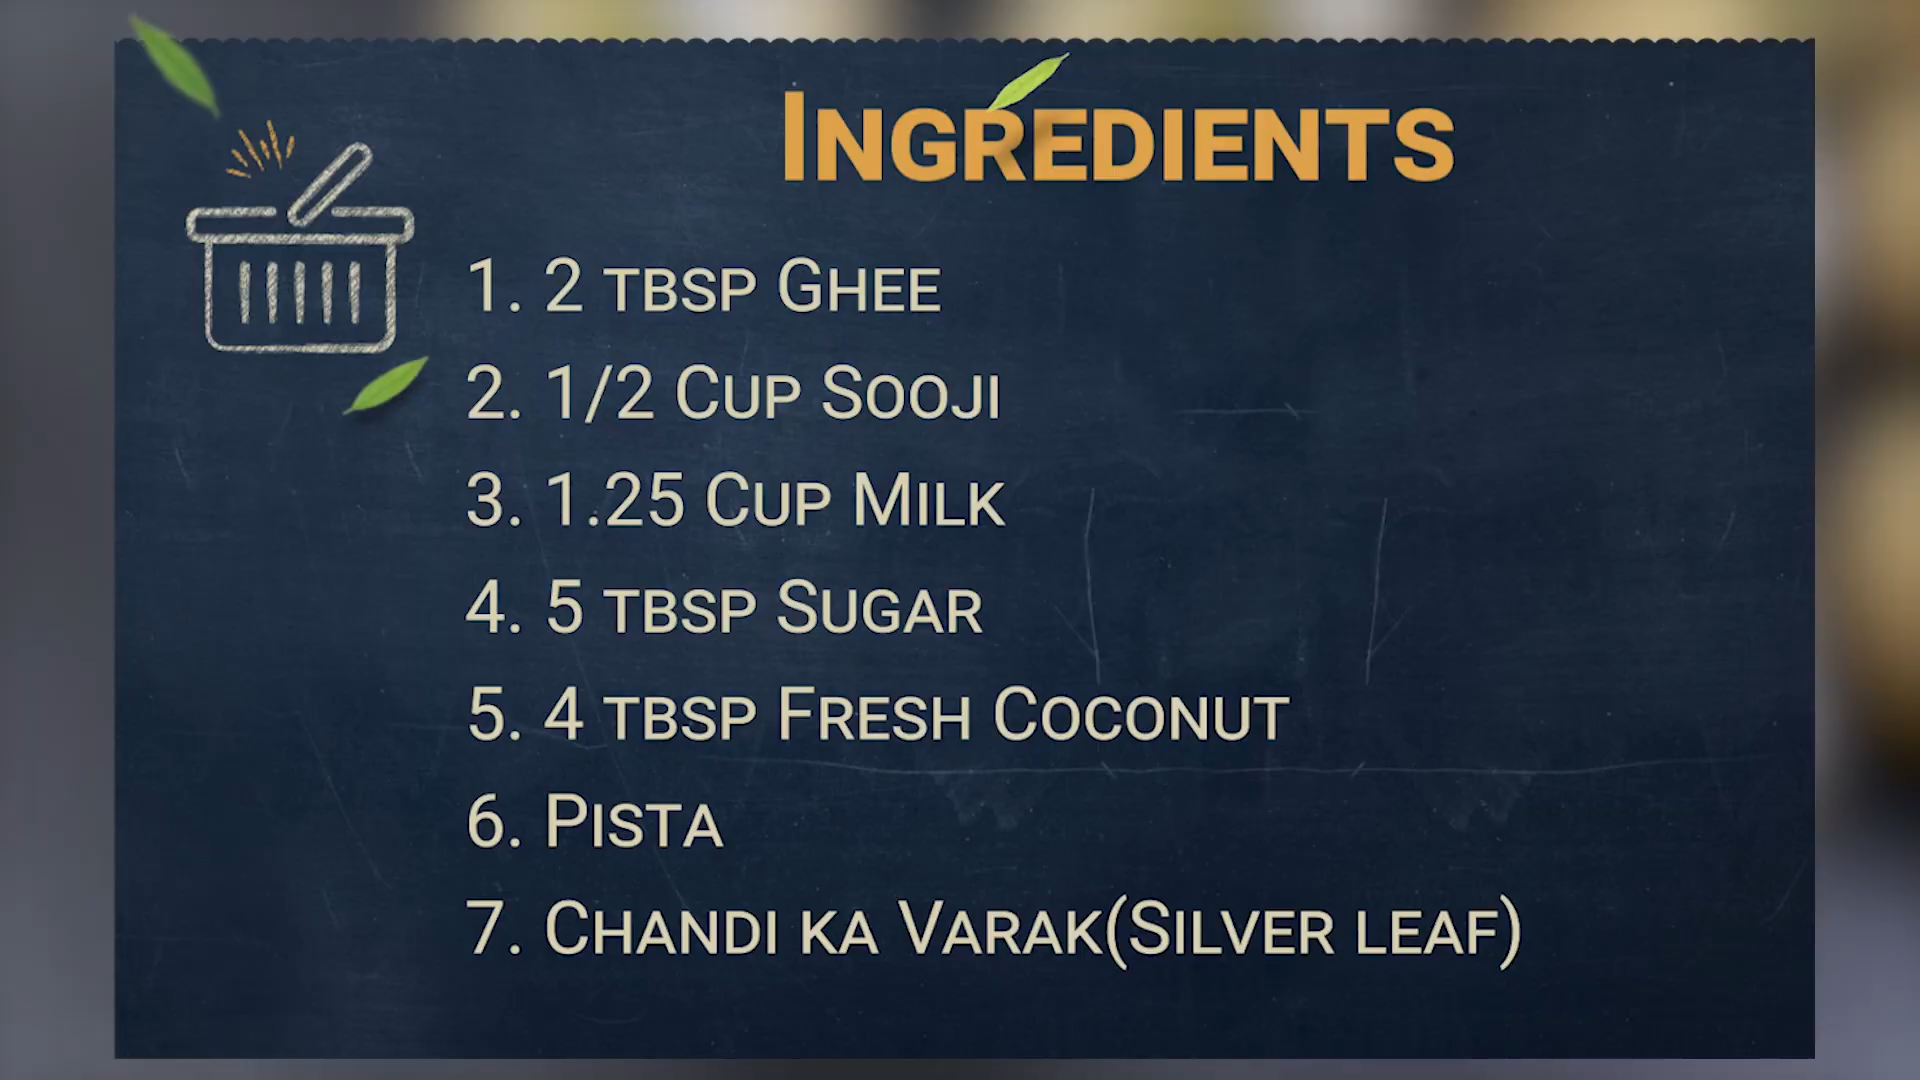 Ingredients
1. 2 tbsp Ghee
2. 1/2 Cup Sooji
3. 1.25 Cup Milk
4. 5 tbsp Sugar
5. 4 tbsp Fresh Coconut
6. Pista
7. Chandi ka Varak(Silver leaf)